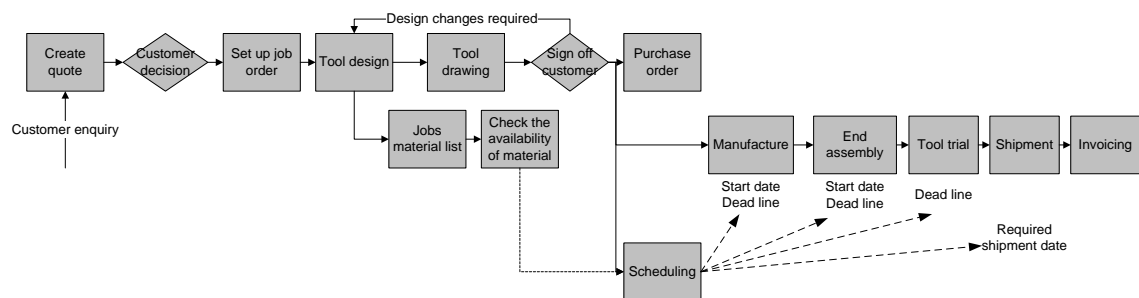 Design changes required
Create
quote
Customer
decision
Set up job
order
Tool design
Tool
drawing
Sign off
customer
Purchase
order
Customer enquiry
Jobs
material list
Check the
availability
of material
Manufacture
End
assembly
Tool trial
Shipment
Invoicing
Start date
Dead line
Start date
Dead line
Dead line
Required
shipment date
Scheduling